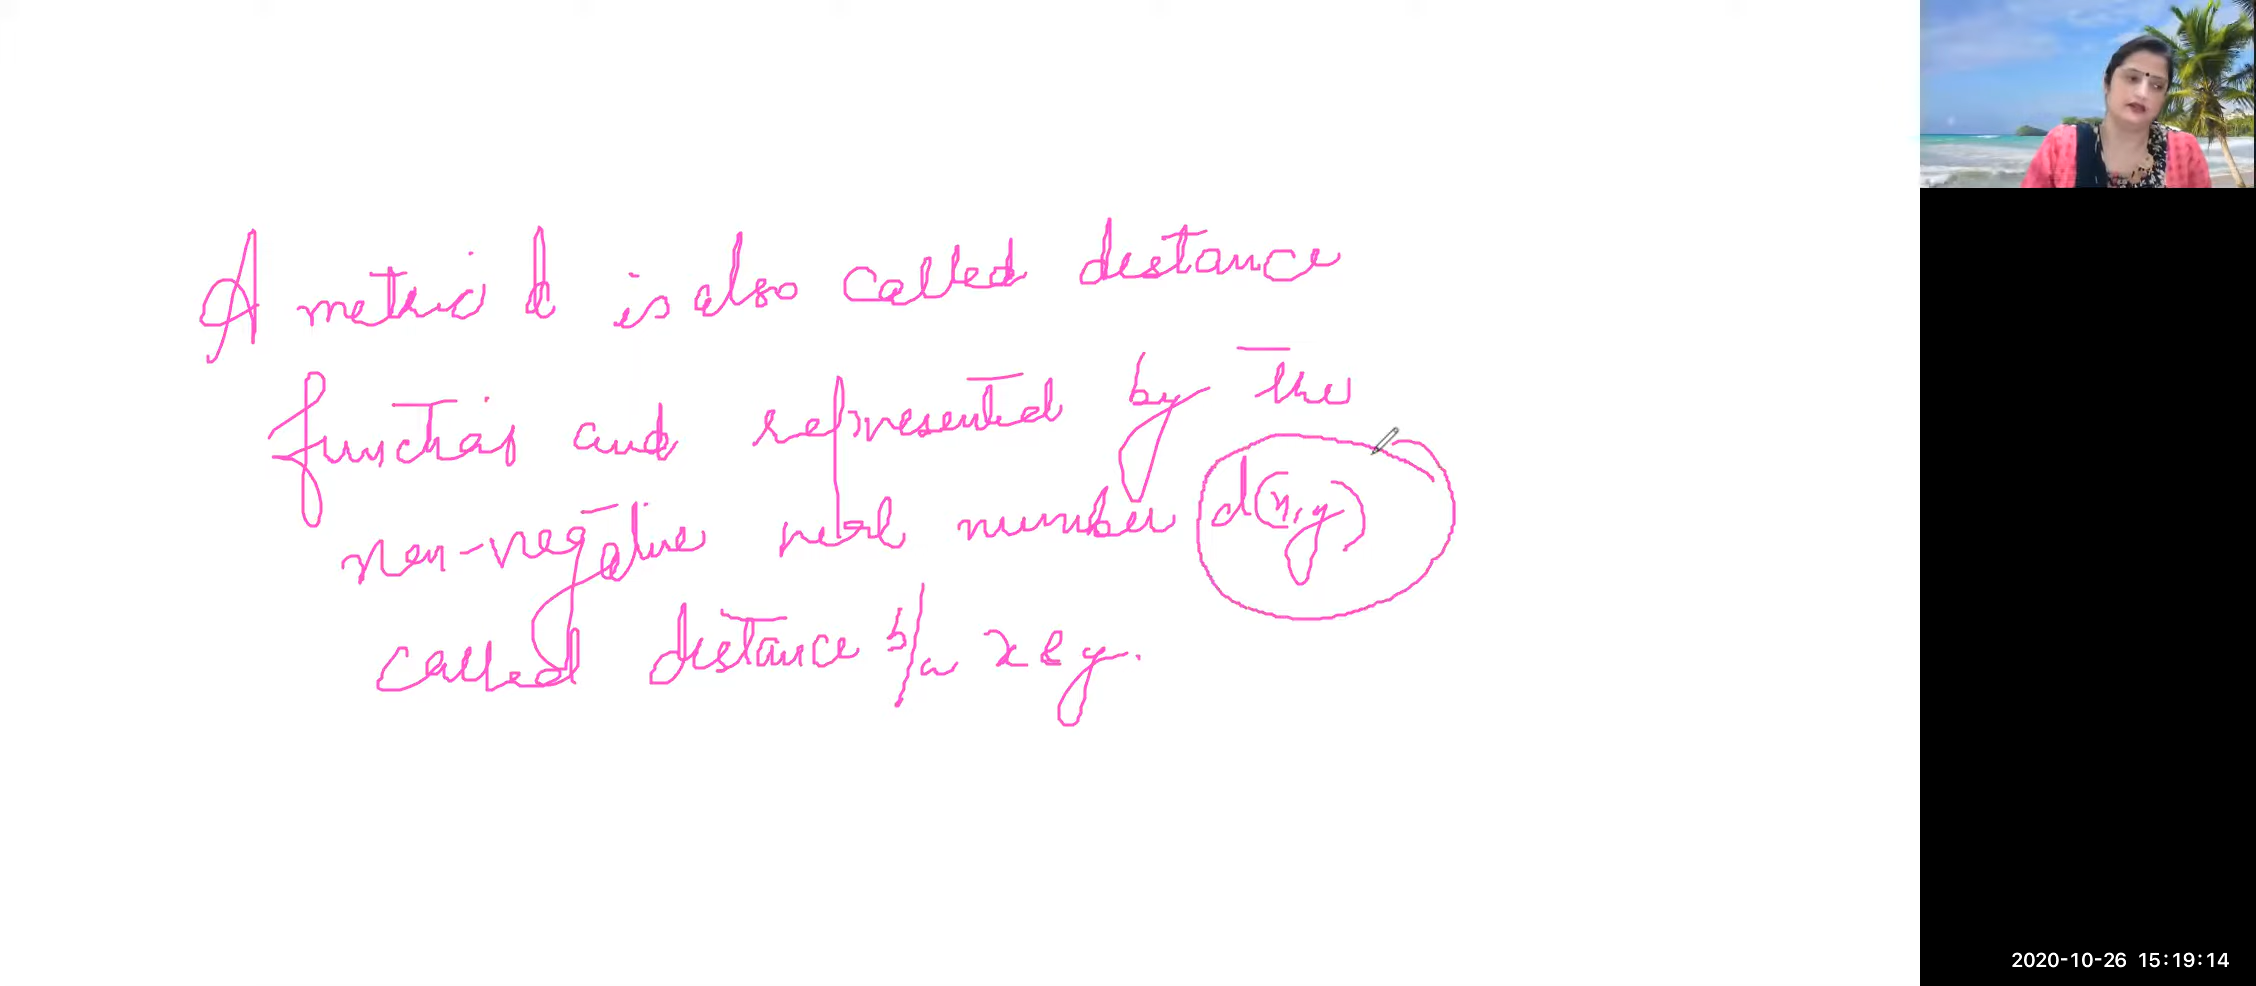 A metric d is also called distance
function and represented by the
non-negative real number d(x,y)
called distance b/w x & y.
2020-10-26 15:19:14